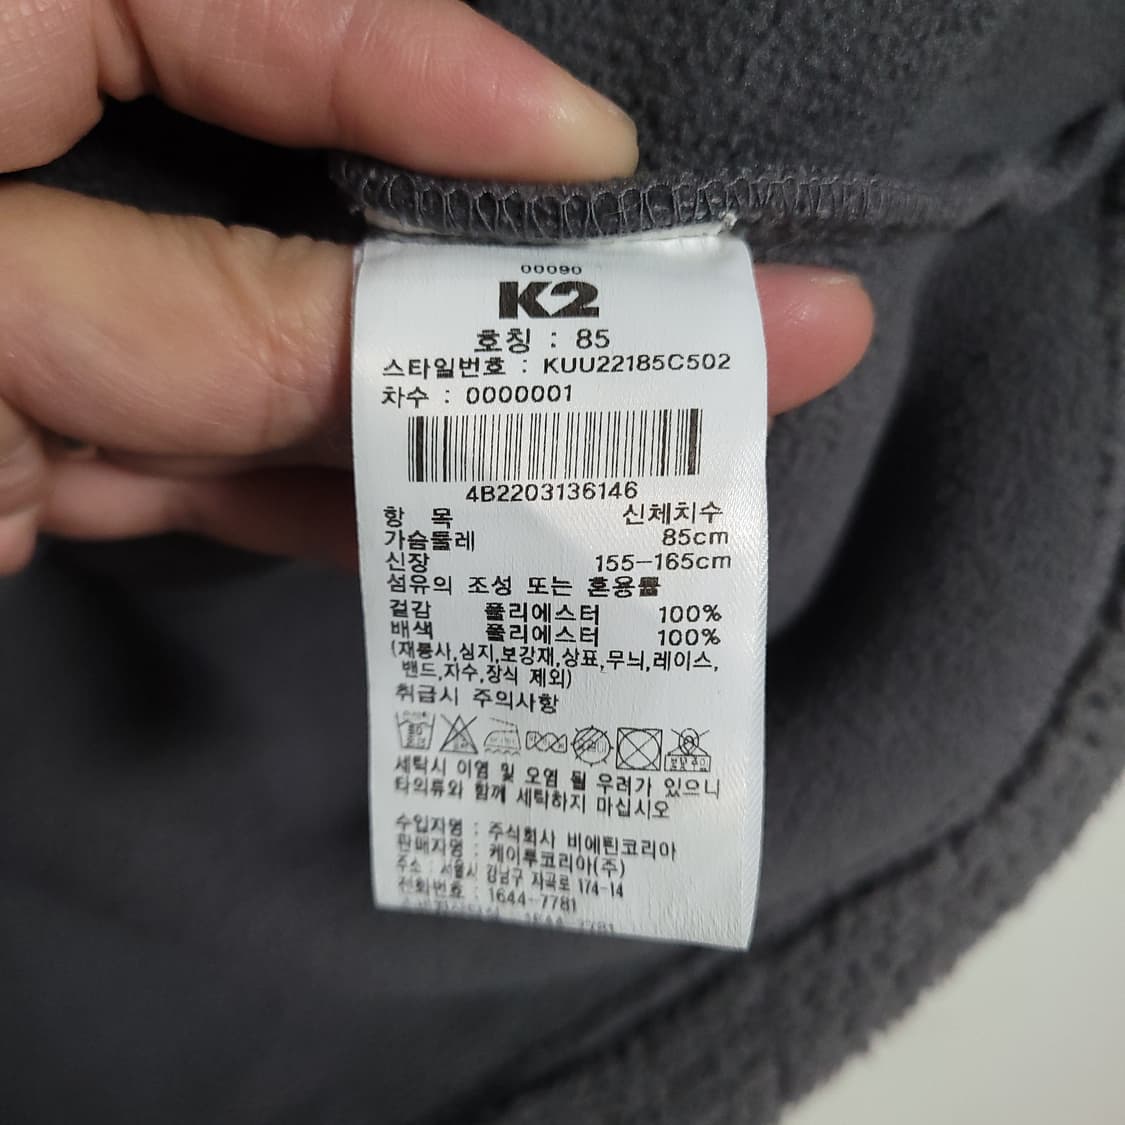 00090
K2
호칭 : 85
스타일번호 : KUU22185C502
차수 : 0000001
4B2203136146
항 목 신체치수
가슴둘레 85cm
신장 155-165cm
섬유의 조성 또는 혼용률
겉감 폴리에스터 100%
배색 폴리에스터 100%
(재봉사,심지,보강재,상표,무늬,레이스,
밴드,자수,장식 제외)
취급시 주의사항
세탁시 이염 및 오염 될 우려가 있으니
타의류와 함께 세탁하지 마십시오
수입자명 : 주식회사 비에틴코리아
판매자명 : 케이투코리아(주)
주소 : 서울시 강남구 자곡로 174-14
전화번호 : 1644-7781